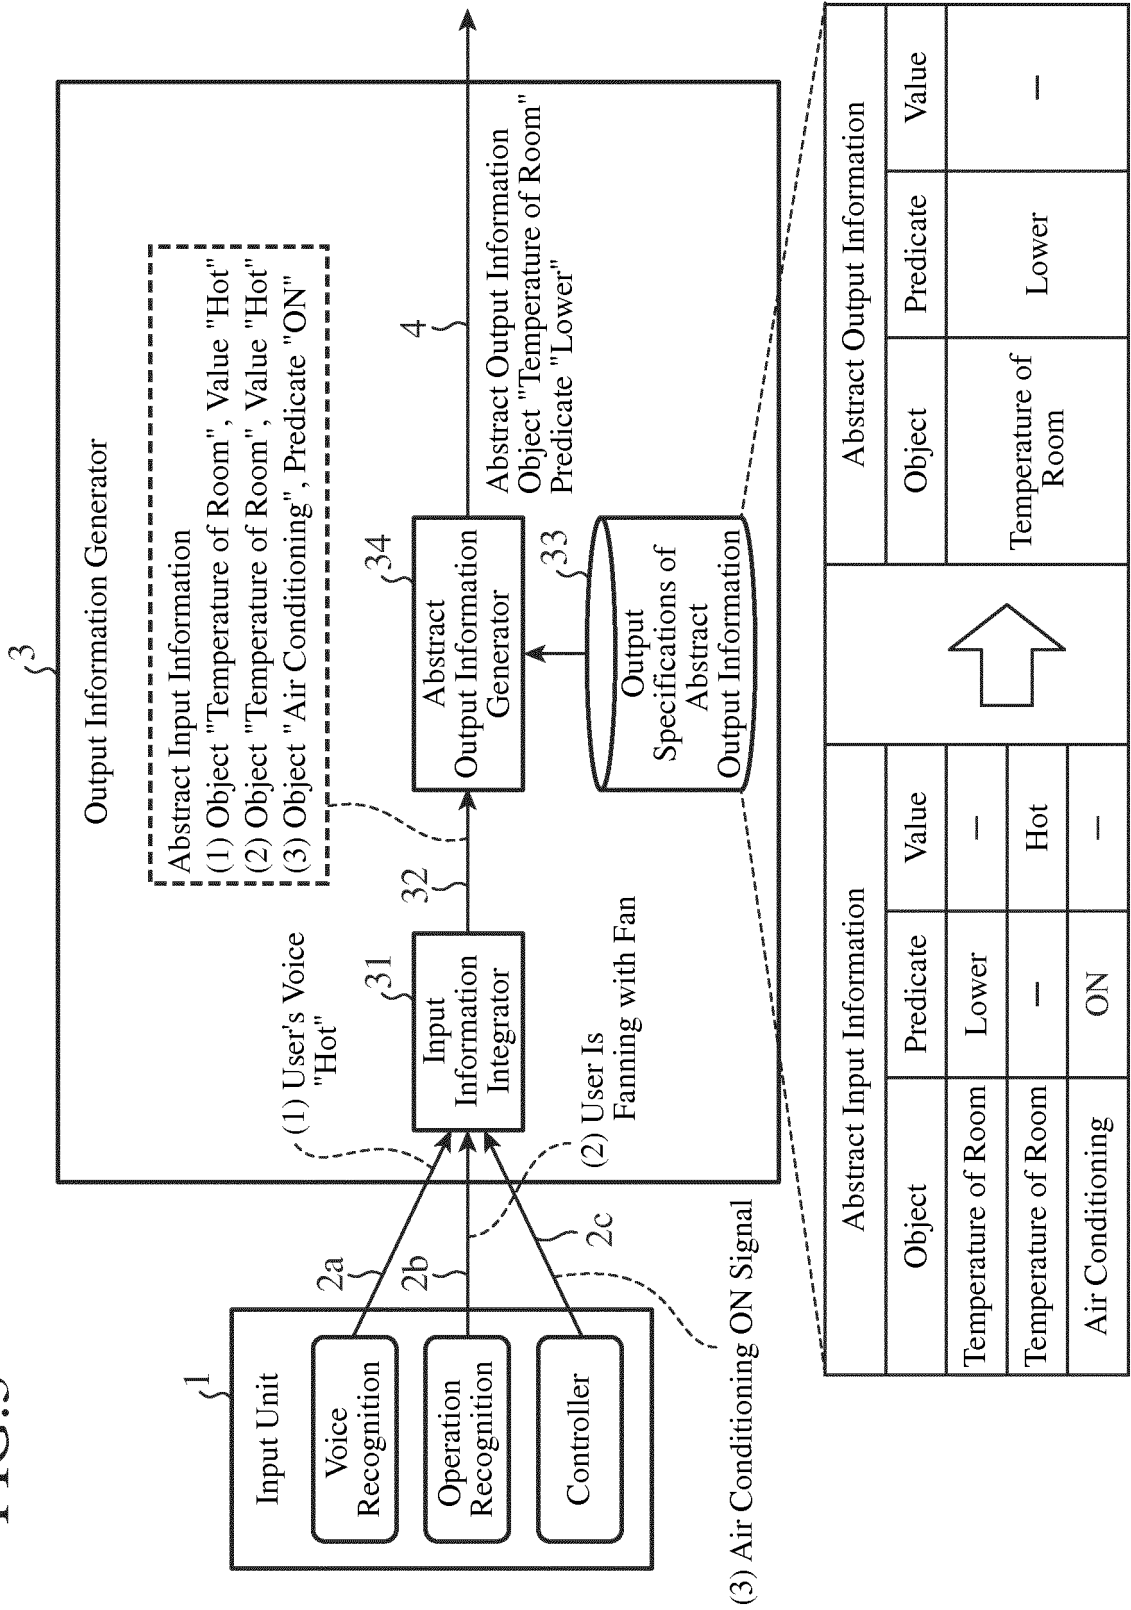 3
Output Information Generator
Abstract Input Information
(1) Object "Temperature of Room", Value "Hot"
(2) Object "Temperature of Room", Value "Hot"
(3) Object "Air Conditioning", Predicate "ON"
1
Input Unit
Voice
Recognition
Operation
Recognition
Controller
2a
2b
2c
(1) User's Voice
"Hot"
(2) User Is
Fanning with Fan
(3) Air Conditioning ON Signal
31
Input
Information
Integrator
32
34
Abstract
Output Information
Generator
4
Abstract Output Information
Object "Temperature of Room"
Predicate "Lower"
33
Output
Specifications of
Abstract
Output Information
Abstract Input Information
Object Predicate Value
Temperature of Room Lower —
Temperature of Room — Hot
Air Conditioning ON —
Abstract Output Information
Object Predicate Value
Temperature of
Room
Lower —